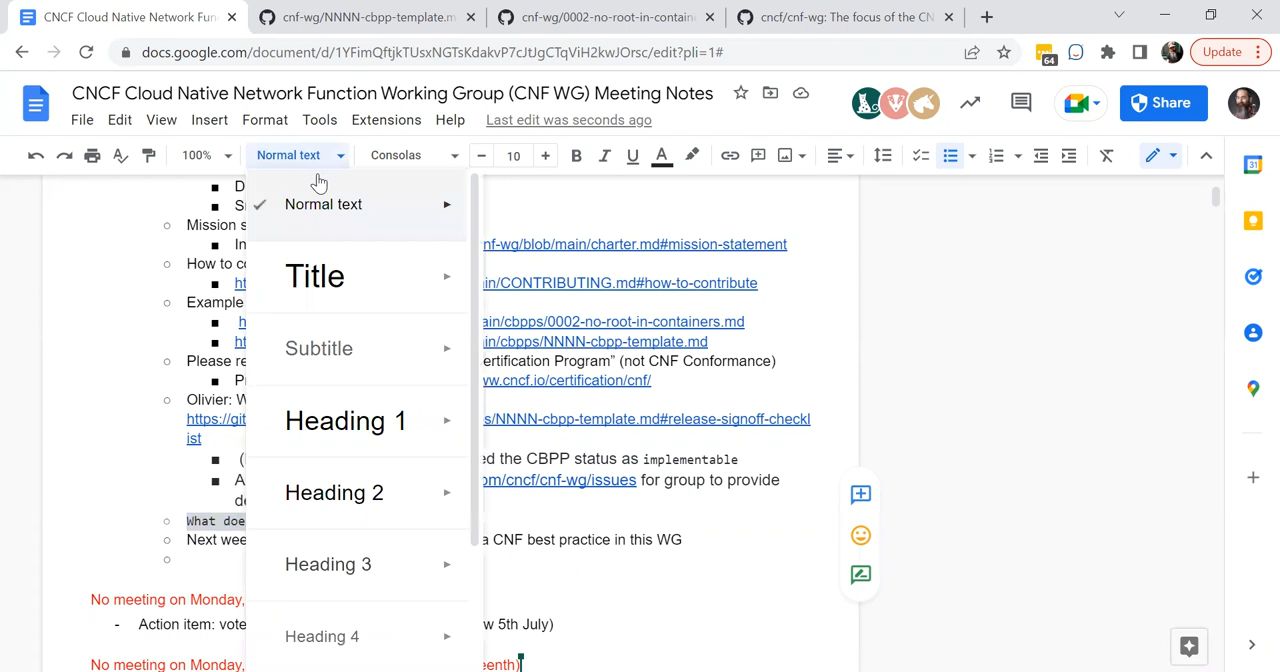 CNCF Cloud Native Network Fun
cnf-wg/NNNN-cbpp-template.m
cnf-wg/0002-no-root-in-contain
cncf/cnf-wg: The focus of the CN
docs.google.com/document/d/1YFimQftjkTUsxNGTsKdakvP7cJtJgCTqViH2kwJOrsc/edit?pli=1#
64
Update
CNCF Cloud Native Network Function Working Group (CNF WG) Meeting Notes
Share
File Edit View Insert Format Tools Extensions Help Last edit was seconds ago
100% Normal text Consolas 10 B I U A
31
D
Normal text
S
Mission s
In nf-wg/blob/main/charter.md#mission-statement
How to co
Title
ht in/CONTRIBUTING.md#how-to-contribute
Example
h ain/cbpps/0002-no-root-in-containers.md
ht in/cbpps/NNNN-cbpp-template.md
Subtitle
Please re ertification Program" (not CNF Conformance)
P ww.cncf.io/certification/cnf/
Olivier: W
Heading 1
https://git s/NNNN-cbpp-template.md#release-signoff-checkl
ist
( ed the CBPP status as implementable
A om/cncf/cnf-wg/issues for group to provide
Heading 2
de
What doe
Next wee a CNF best practice in this WG
Heading 3
No meeting on Monday,
- Action item: vote w 5th July)
Heading 4
No meeting on Monday, eenth)